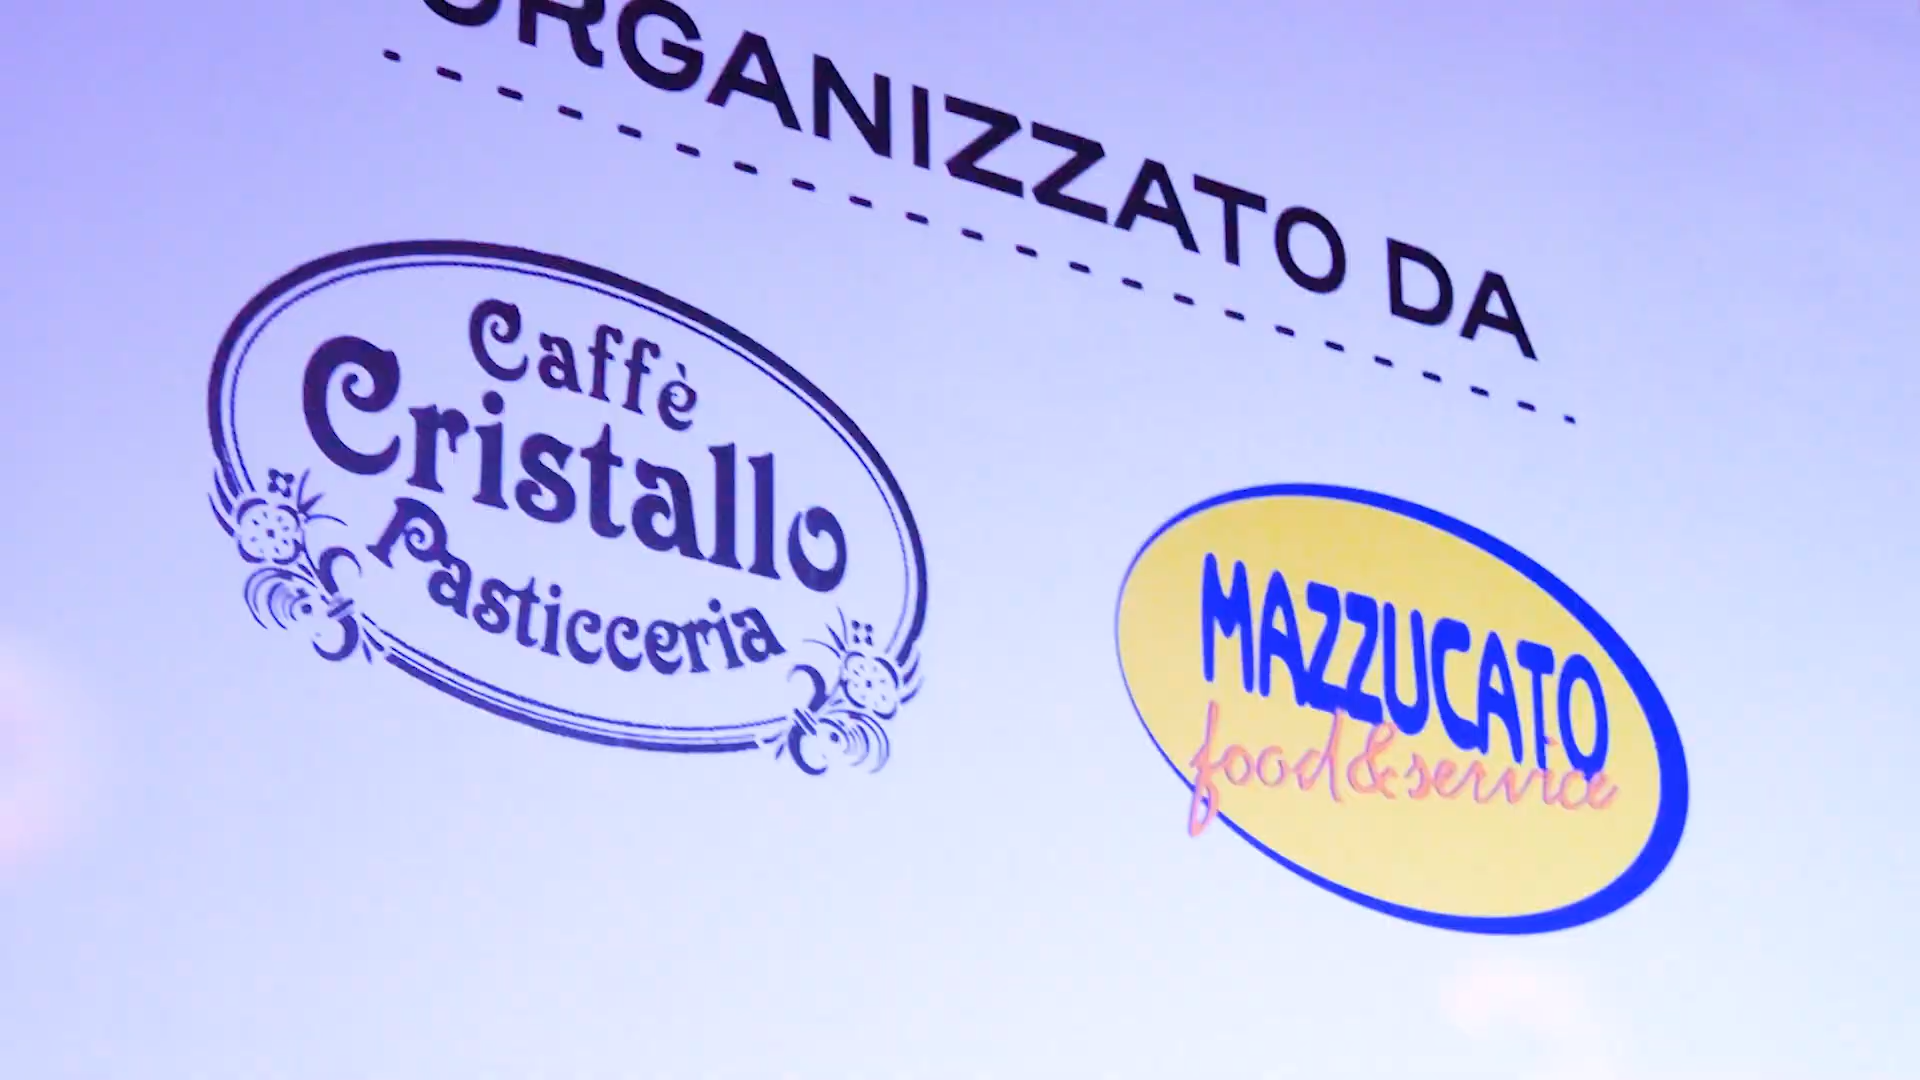 ORGANIZZATO DA
Caffè
Cristallo
Pasticceria
MAZZUCATO
food&service